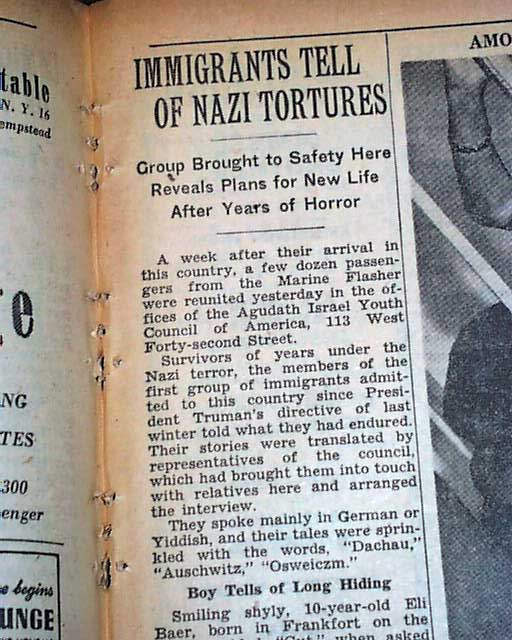 table
N. Y. 16
empstead
re
NG
TES
300
enger
e begins
UNGE
AMO
IMMIGRANTS TELL
OF NAZI TORTURES
Group Brought to Safety Here
Reveals Plans for New Life
After Years of Horror
A week after their arrival in
this country, a few dozen passen-
gers from the Marine Flasher
were reunited yesterday in the of-
fices of the Agudath Israel Youth
Council of America, 113 West
Forty-second Street.
Survivors of years under the
Nazi terror, the members of the
first group of immigrants admit-
ted to this country since Presi-
dent Truman's directive of last
winter told what they had endured.
Their stories were translated by
representatives of the council,
which had brought them into touch
with relatives here and arranged
the interview.
They spoke mainly in German or
Yiddish, and their tales were sprin-
kled with the words, "Dachau,"
"Auschwitz," "Osweiczm."
Boy Tells of Long Hiding
Smiling shyly, 10-year-old Eli
Baer, born in Frankfort on the
when asked